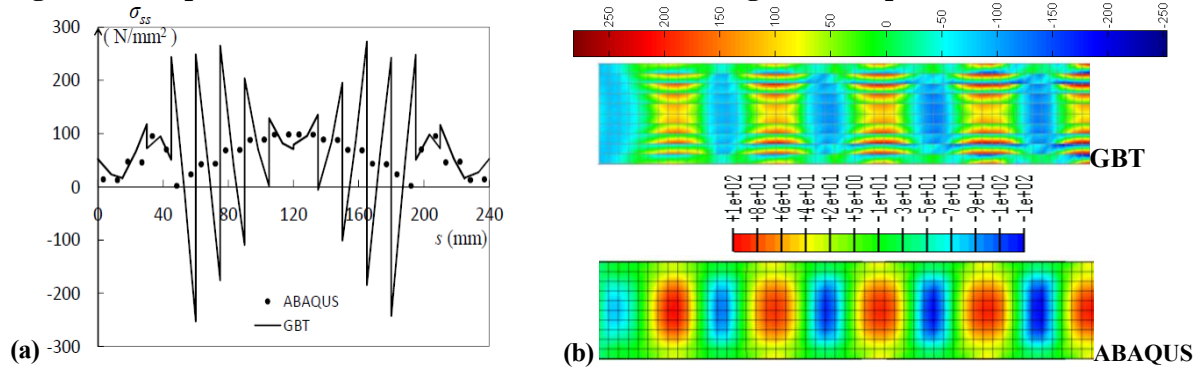 σss
( N/mm²)
300
200
100
0
-100
-200
-300
0
40
80
120
160
200
240
s (mm)
ABAQUS
GBT
(a)
250
200
150
100
50
0
-50
-100
-150
-200
-250
GBT
+1e+02
+8e+01
+6e+01
+4e+01
+2e+01
+5e+00
-1e+01
-3e+01
-5e+01
-7e+01
-9e+01
-1e+02
-1e+02
(b)
ABAQUS